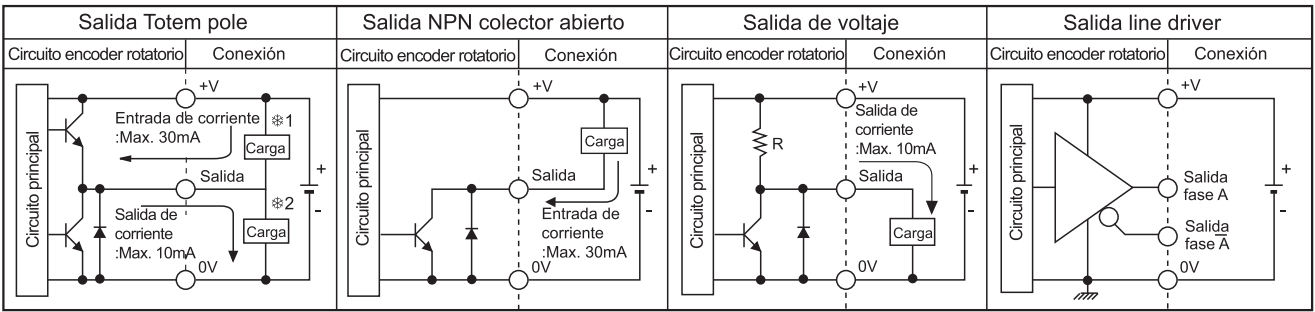 Salida Totem pole
Circuito encoder rotatorio
Conexión
Circuito principal
+V
Entrada de corriente
:Max. 30mA
❊1
Carga
Salida
❊2
Salida de
corriente
:Max. 10mA
Carga
0V
+
-
Salida NPN colector abierto
Circuito encoder rotatorio
Conexión
Circuito principal
+V
Carga
Salida
Entrada de
corriente
:Max. 30mA
0V
+
-
Salida de voltaje
Circuito encoder rotatorio
Conexión
Circuito principal
R
+V
Salida de
corriente
:Max. 10mA
Salida
Carga
0V
+
-
Salida line driver
Circuito encoder rotatorio
Conexión
Circuito principal
+V
Salida
fase A
Salida
fase A̅
0V
+
-